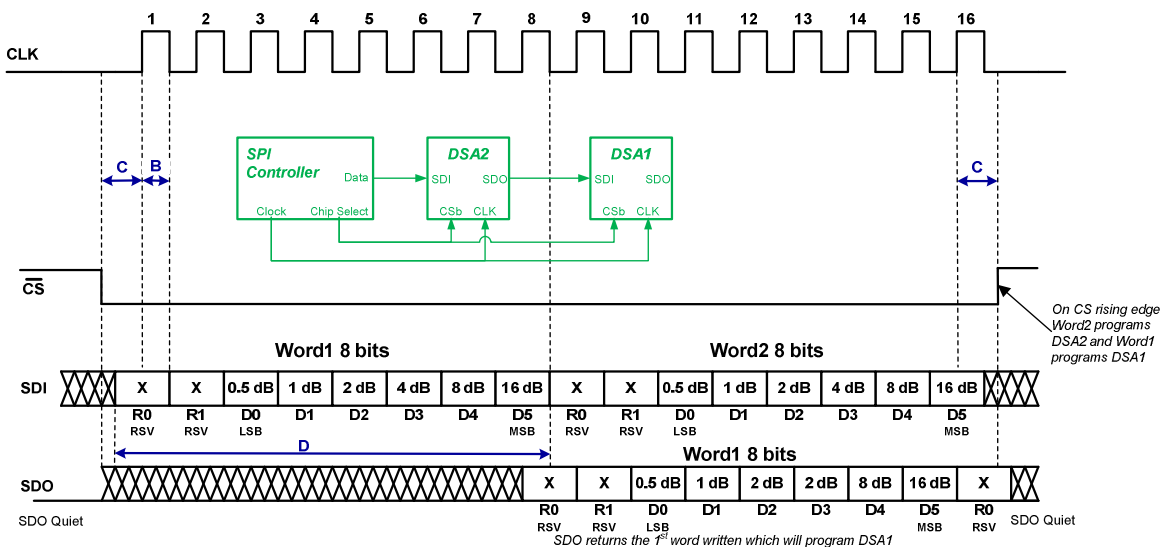 1 2 3 4 5 6 7 8 9 10 11 12 13 14 15 16
CLK
SPI Controller
Data
Clock
Chip Select
DSA2
SDI SDO
CSb CLK
DSA1
SDI SDO
CSb CLK
C B C
CS
On CS rising edge
Word2 programs
DSA2 and Word1
programs DSA1
Word1 8 bits Word2 8 bits
SDI X X 0.5 dB 1 dB 2 dB 4 dB 8 dB 16 dB X X 0.5 dB 1 dB 2 dB 4 dB 8 dB 16 dB
R0 R1 D0 D1 D2 D3 D4 D5 R0 R1 D0 D1 D2 D3 D4 D5
RSV RSV LSB MSB RSV RSV LSB MSB
D
Word1 8 bits
SDO X X 0.5 dB 1 dB 2 dB 2 dB 8 dB 16 dB X
R0 R1 D0 D1 D2 D3 D4 D5 R0
SDO Quiet RSV RSV LSB MSB RSV SDO Quiet
SDO returns the 1st word written which will program DSA1